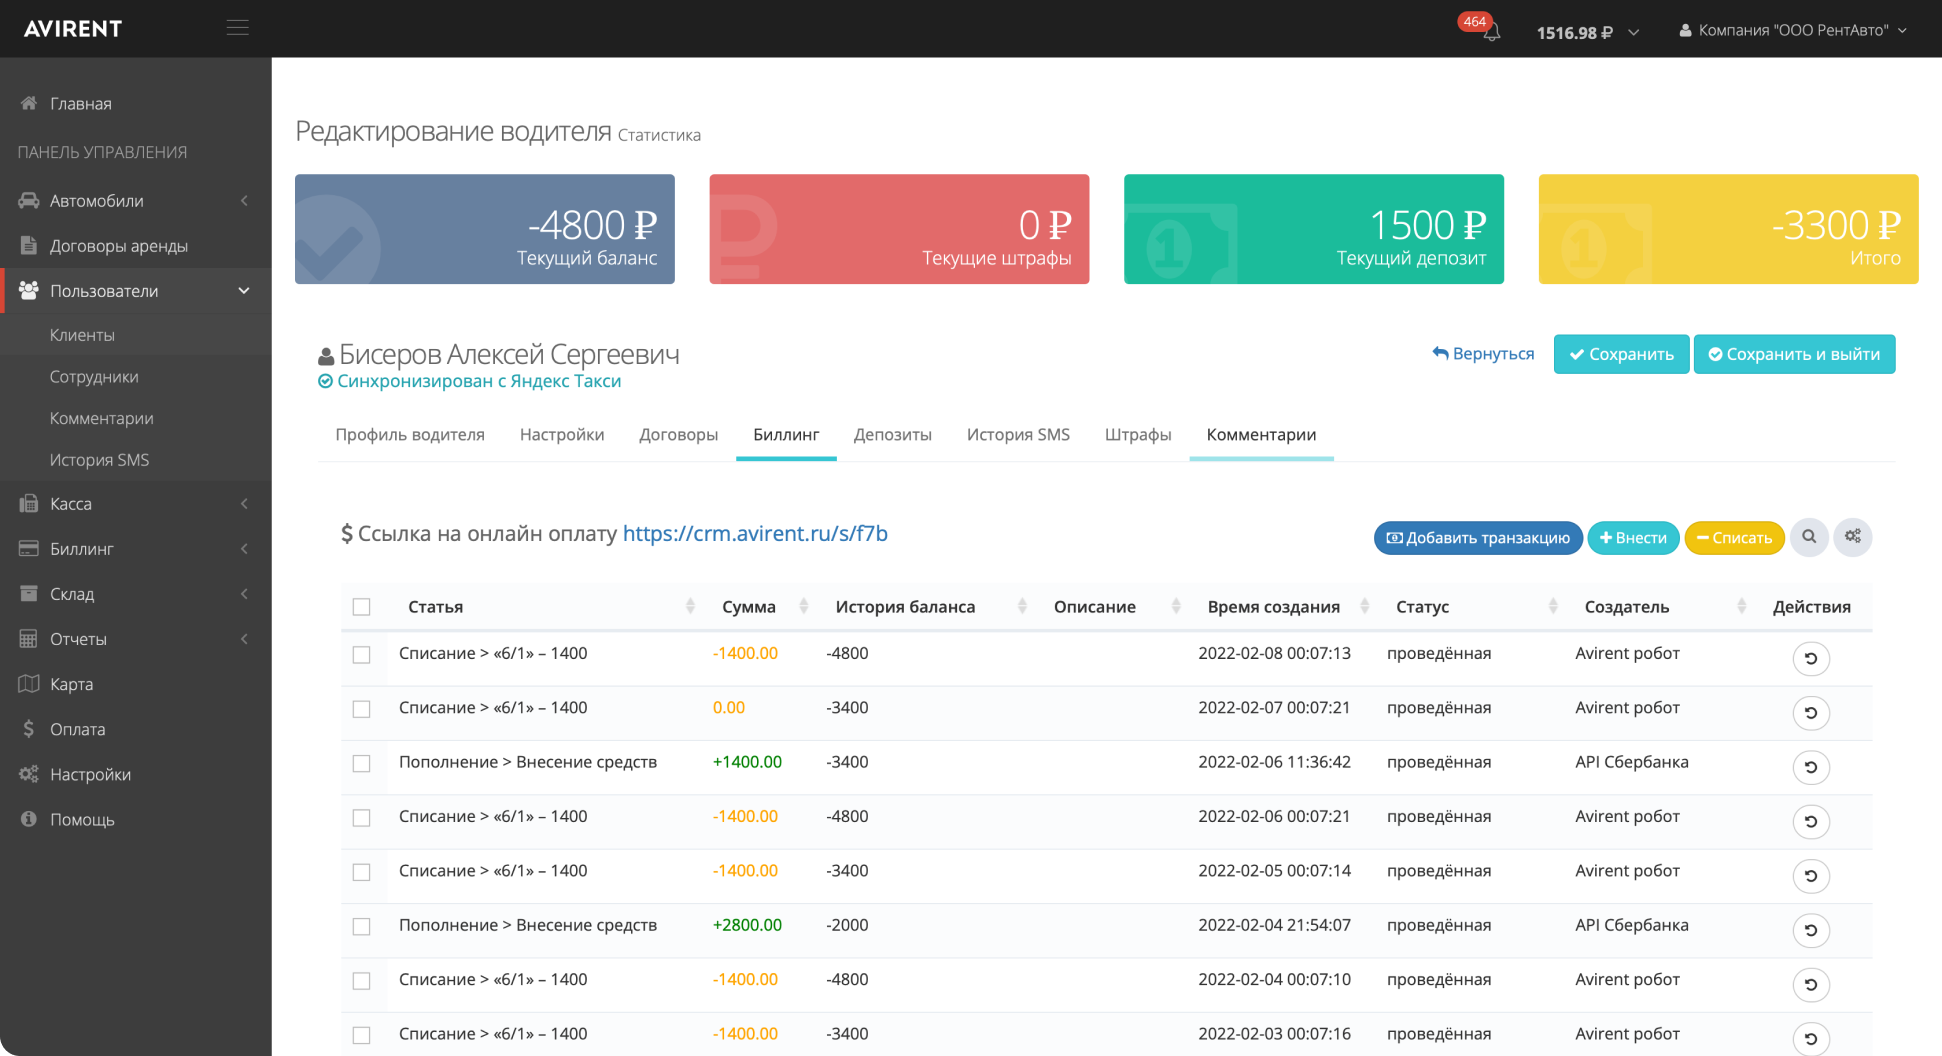 AVIRENT
464
1516.98 ₽
Компания "ООО РентАвто"
Главная
ПАНЕЛЬ УПРАВЛЕНИЯ
Автомобили
Договоры аренды
Пользователи
Клиенты
Сотрудники
Комментарии
История SMS
Касса
Биллинг
Склад
Отчеты
Карта
Оплата
Настройки
Помощь
Редактирование водителя Статистика
-4800 ₽
Текущий баланс
0 ₽
Текущие штрафы
1500 ₽
Текущий депозит
-3300 ₽
Итого
Бисеров Алексей Сергеевич
Синхронизирован с Яндекс Такси
Вернуться
Сохранить
Сохранить и выйти
Профиль водителя Настройки Договоры Биллинг Депозиты История SMS Штрафы Комментарии
$ Ссылка на онлайн оплату https://crm.avirent.ru/s/f7b
Добавить транзакцию
+ Внести
− Списать
Статья Сумма История баланса Описание Время создания Статус Создатель Действия
Списание > «6/1» – 1400 -1400.00 -4800 2022-02-08 00:07:13 проведённая Avirent робот
Списание > «6/1» – 1400 0.00 -3400 2022-02-07 00:07:21 проведённая Avirent робот
Пополнение > Внесение средств +1400.00 -3400 2022-02-06 11:36:42 проведённая API Сбербанка
Списание > «6/1» – 1400 -1400.00 -4800 2022-02-06 00:07:21 проведённая Avirent робот
Списание > «6/1» – 1400 -1400.00 -3400 2022-02-05 00:07:14 проведённая Avirent робот
Пополнение > Внесение средств +2800.00 -2000 2022-02-04 21:54:07 проведённая API Сбербанка
Списание > «6/1» – 1400 -1400.00 -4800 2022-02-04 00:07:10 проведённая Avirent робот
Списание > «6/1» – 1400 -1400.00 -3400 2022-02-03 00:07:16 проведённая Avirent робот